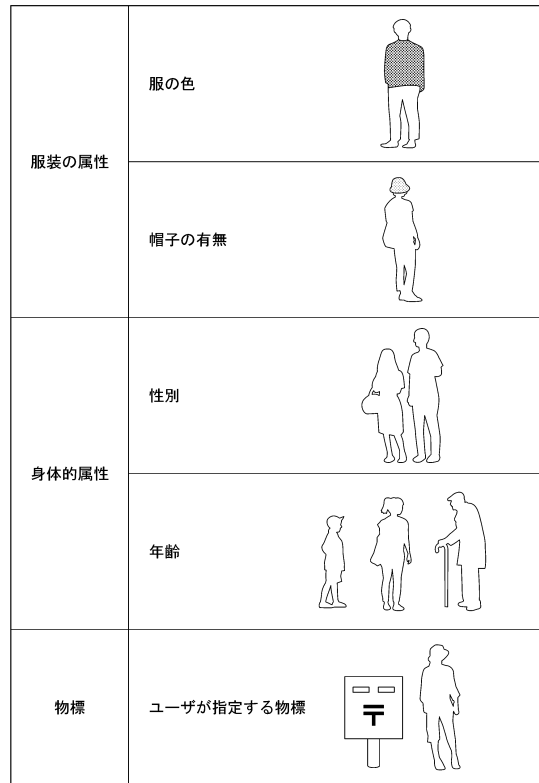 服装の属性
服の色
帽子の有無
身体的属性
性別
年齢
物標
ユーザが指定する物標
〒